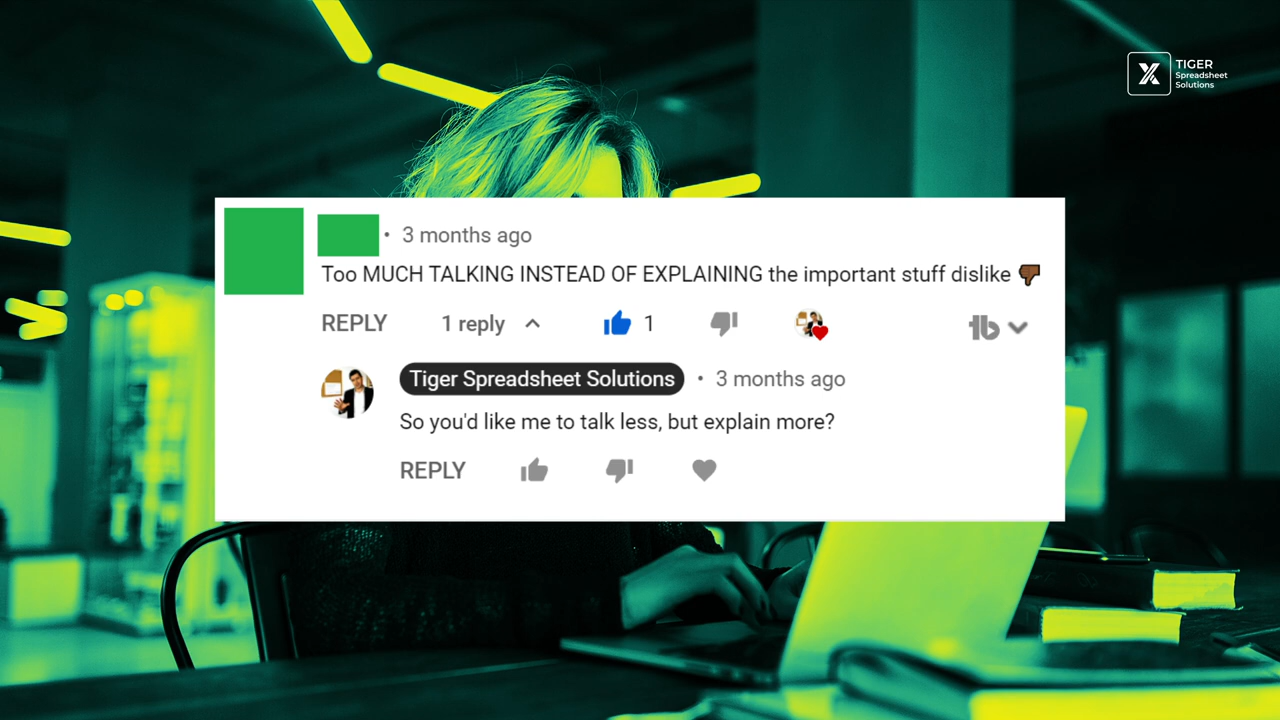 TIGER
Spreadsheet
Solutions
• 3 months ago
Too MUCH TALKING INSTEAD OF EXPLAINING the important stuff dislike 👎🏾
REPLY 1 reply 1
Tiger Spreadsheet Solutions • 3 months ago
So you'd like me to talk less, but explain more?
REPLY